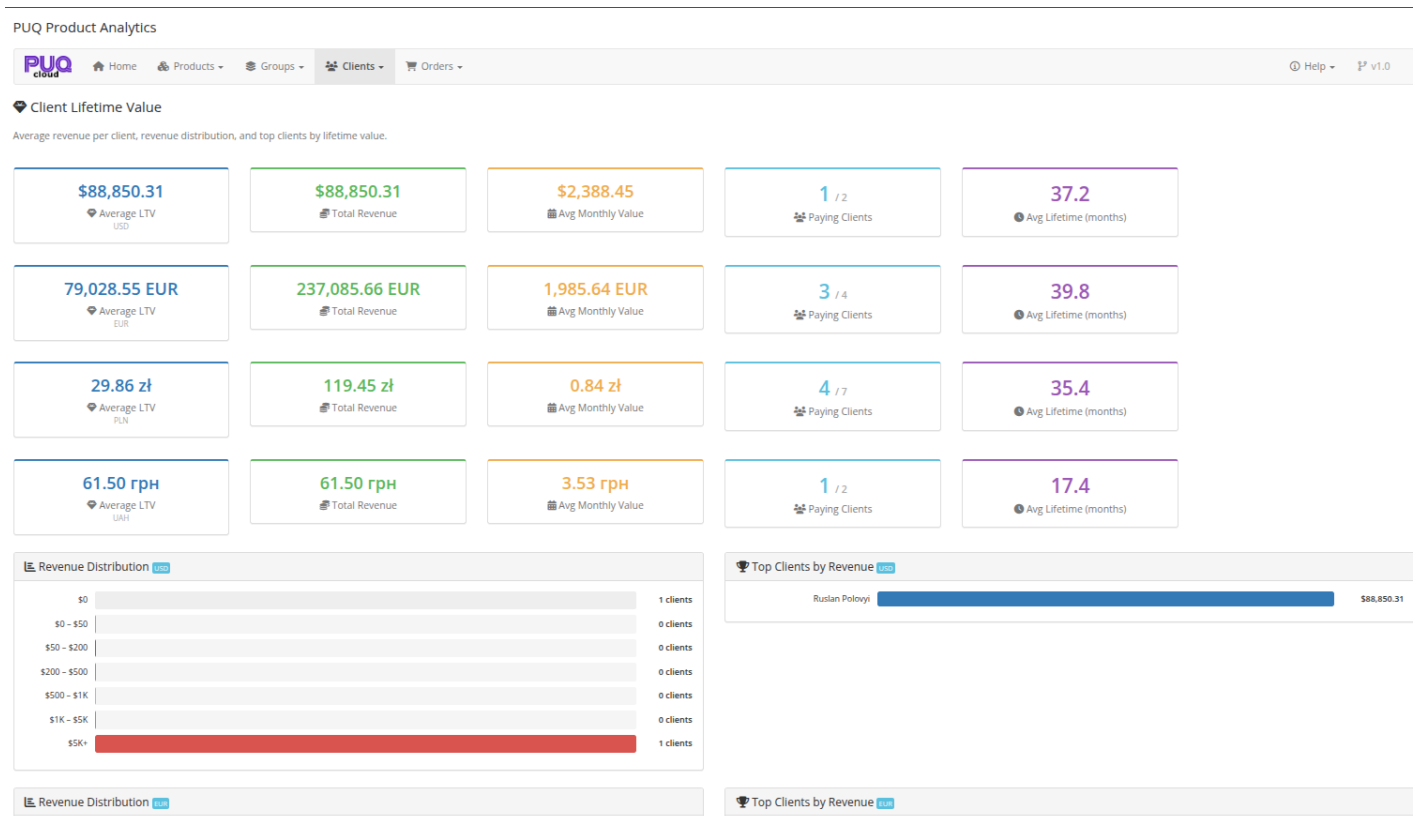 PUQ Product Analytics
PUQ cloud Home Products Groups Clients Orders Help v1.0
Client Lifetime Value
Average revenue per client, revenue distribution, and top clients by lifetime value.
$88,850.31 $88,850.31 $2,388.45 1 / 2 37.2
Average LTV Total Revenue Avg Monthly Value Paying Clients Avg Lifetime (months)
USD
79,028.55 EUR 237,085.66 EUR 1,985.64 EUR 3 / 4 39.8
Average LTV Total Revenue Avg Monthly Value Paying Clients Avg Lifetime (months)
EUR
29.86 zł 119.45 zł 0.84 zł 4 / 7 35.4
Average LTV Total Revenue Avg Monthly Value Paying Clients Avg Lifetime (months)
PLN
61.50 грн 61.50 грн 3.53 грн 1 / 2 17.4
Average LTV Total Revenue Avg Monthly Value Paying Clients Avg Lifetime (months)
UAH
Revenue Distribution USD
$0 1 clients
$0 – $50 0 clients
$50 – $200 0 clients
$200 – $500 0 clients
$500 – $1K 0 clients
$1K – $5K 0 clients
$5K+ 1 clients
Top Clients by Revenue USD
Ruslan Polovyi $88,850.31
Revenue Distribution EUR
Top Clients by Revenue EUR